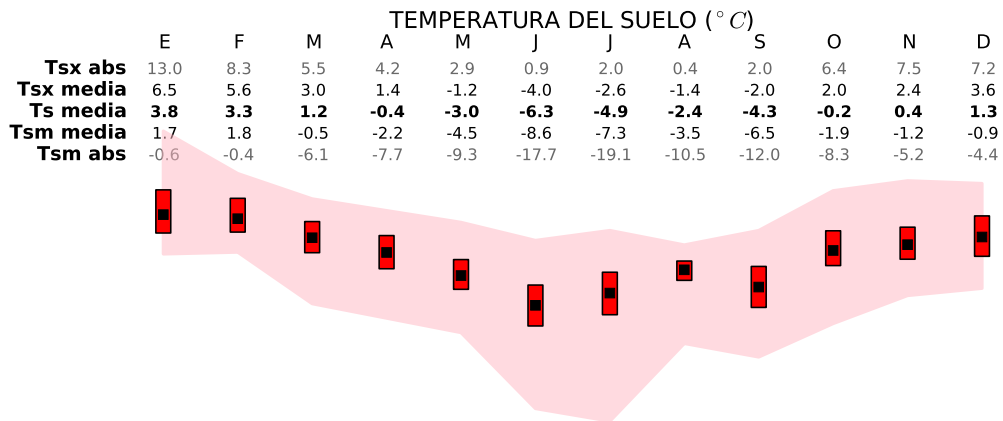 TEMPERATURA DEL SUELO (°C)
E F M A M J J A S O N D
Tsx abs 13.0 8.3 5.5 4.2 2.9 0.9 2.0 0.4 2.0 6.4 7.5 7.2
Tsx media 6.5 5.6 3.0 1.4 -1.2 -4.0 -2.6 -1.4 -2.0 2.0 2.4 3.6
Ts media 3.8 3.3 1.2 -0.4 -3.0 -6.3 -4.9 -2.4 -4.3 -0.2 0.4 1.3
Tsm media 1.7 1.8 -0.5 -2.2 -4.5 -8.6 -7.3 -3.5 -6.5 -1.9 -1.2 -0.9
Tsm abs -0.6 -0.4 -6.1 -7.7 -9.3 -17.7 -19.1 -10.5 -12.0 -8.3 -5.2 -4.4